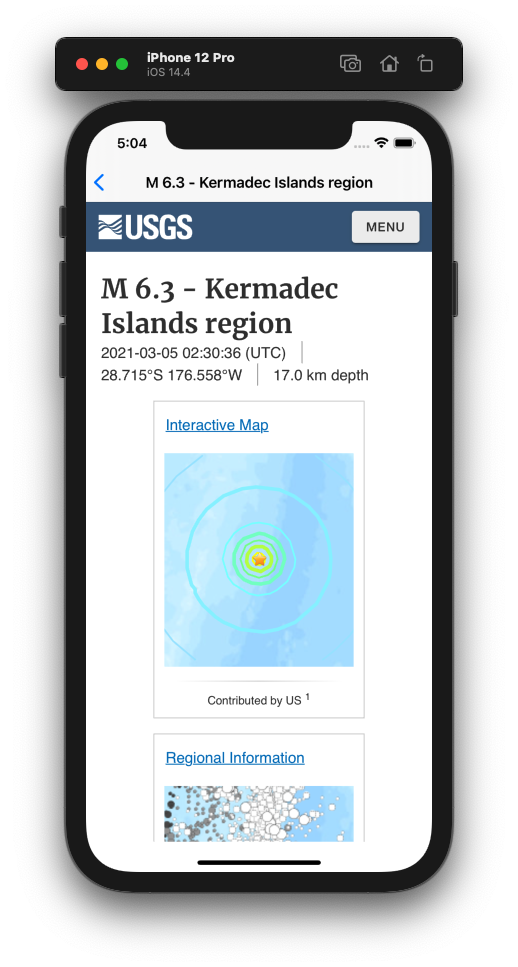 iPhone 12 Pro
iOS 14.4
5:04
M 6.3 - Kermadec Islands region
USGS
MENU
M 6.3 - Kermadec
Islands region
2021-03-05 02:30:36 (UTC)
28.715°S 176.558°W 17.0 km depth
Interactive Map
Contributed by US 1
Regional Information